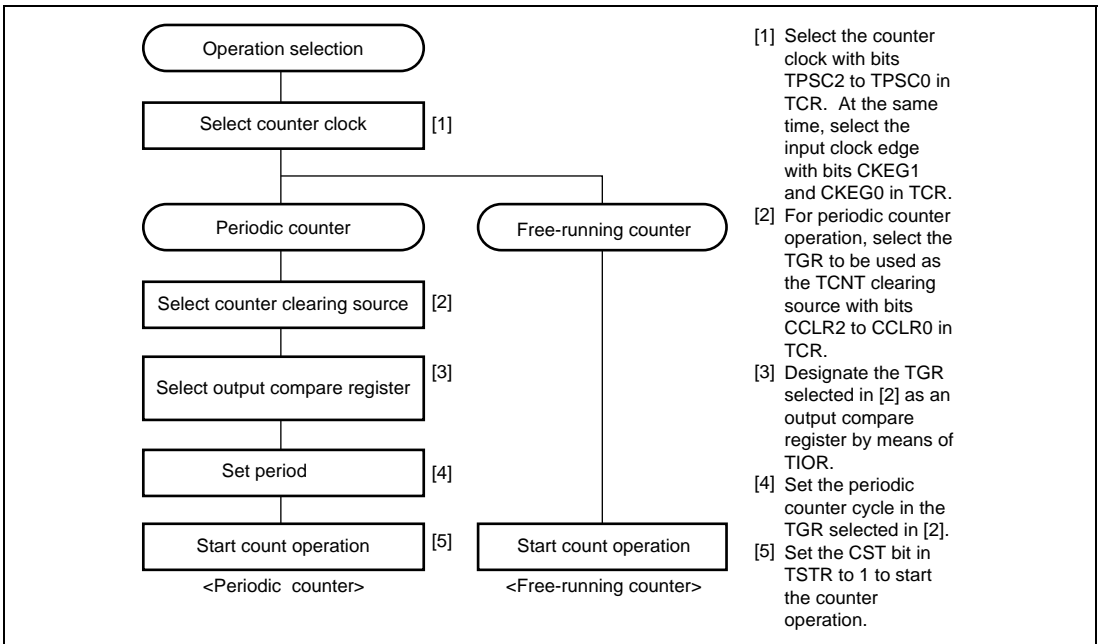 Operation selection
Select counter clock [1]
Periodic counter
Free-running counter
Select counter clearing source [2]
Select output compare register [3]
Set period [4]
Start count operation [5]
Start count operation
<Periodic counter>
<Free-running counter>
[1] Select the counter
clock with bits
TPSC2 to TPSC0 in
TCR. At the same
time, select the
input clock edge
with bits CKEG1
and CKEG0 in TCR.
[2] For periodic counter
operation, select the
TGR to be used as
the TCNT clearing
source with bits
CCLR2 to CCLR0 in
TCR.
[3] Designate the TGR
selected in [2] as an
output compare
register by means of
TIOR.
[4] Set the periodic
counter cycle in the
TGR selected in [2].
[5] Set the CST bit in
TSTR to 1 to start
the counter
operation.